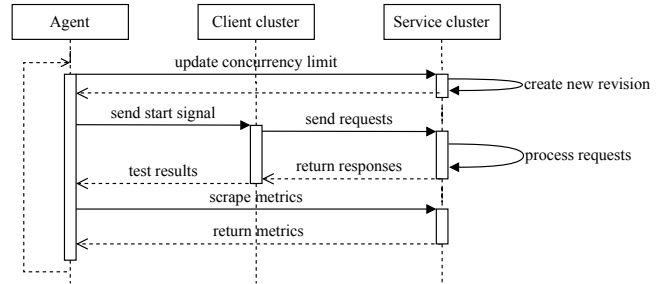 Agent
Client cluster
Service cluster
update concurrency limit
create new revision
send start signal
send requests
process requests
return responses
test results
scrape metrics
return metrics